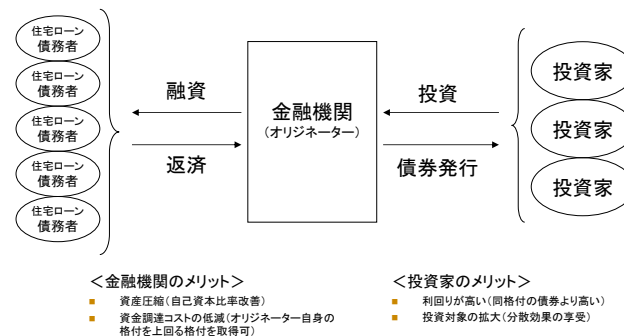 住宅ローン
債務者
住宅ローン
債務者
住宅ローン
債務者
住宅ローン
債務者
住宅ローン
債務者
融資
返済
金融機関
(オリジネーター)
投資
債券発行
投資家
投資家
投資家
＜金融機関のメリット＞
■ 資産圧縮(自己資本比率改善)
■ 資金調達コストの低減(オリジネーター自身の
格付を上回る格付を取得可)
＜投資家のメリット＞
■ 利回りが高い(同格付の債券より高い)
■ 投資対象の拡大(分散効果の享受)